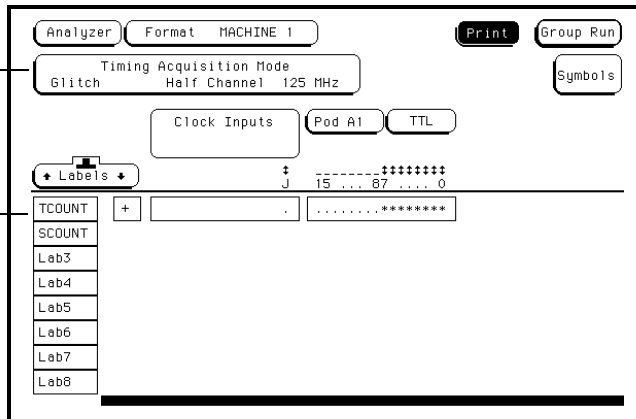 Analyzer Format MACHINE 1 Print Group Run
Timing Acquisition Mode
Glitch Half Channel 125 MHz
Symbols
Clock Inputs Pod A1 TTL
↑ Labels ↓
↕ ________↕↕↕↕↕↕↕↕
J 15 ... 87 .... 0
TCOUNT + . ........********
SCOUNT
Lab3
Lab4
Lab5
Lab6
Lab7
Lab8